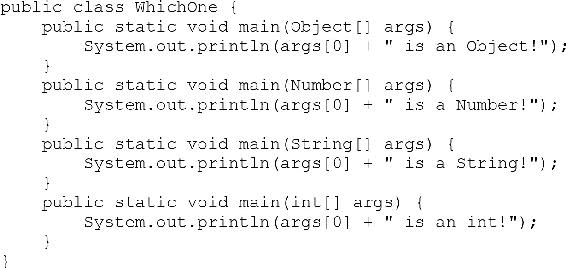 public class WhichOne {
    public static void main(Object[] args) {
        System.out.println(args[0] + " is an Object!");
    }
    public static void main(Number[] args) {
        System.out.println(args[0] + " is a Number!");
    }
    public static void main(String[] args) {
        System.out.println(args[0] + " is a String!");
    }
    public static void main(int[] args) {
        System.out.println(args[0] + " is an int!");
    }
}